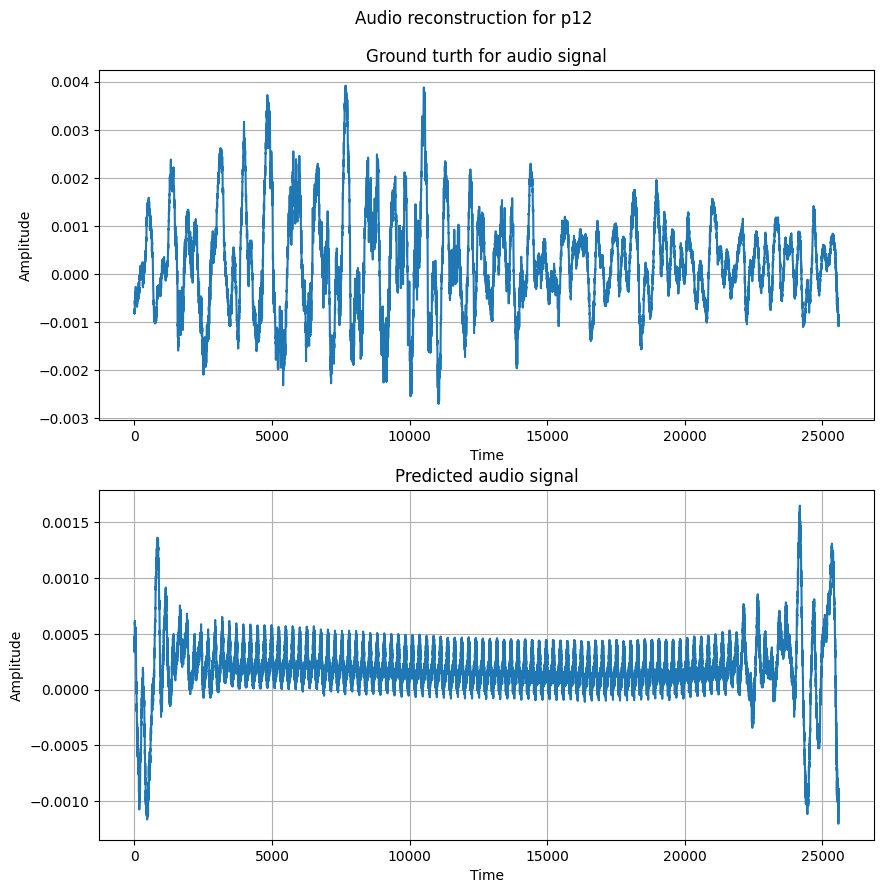 Audio reconstruction for p12
Ground turth for audio signal
0.004
0.003
0.002
0.001
0.000
−0.001
−0.002
−0.003
Amplitude
0 5000 10000 15000 20000 25000
Time
Predicted audio signal
0.0015
0.0010
0.0005
0.0000
−0.0005
−0.0010
Amplitude
0 5000 10000 15000 20000 25000
Time